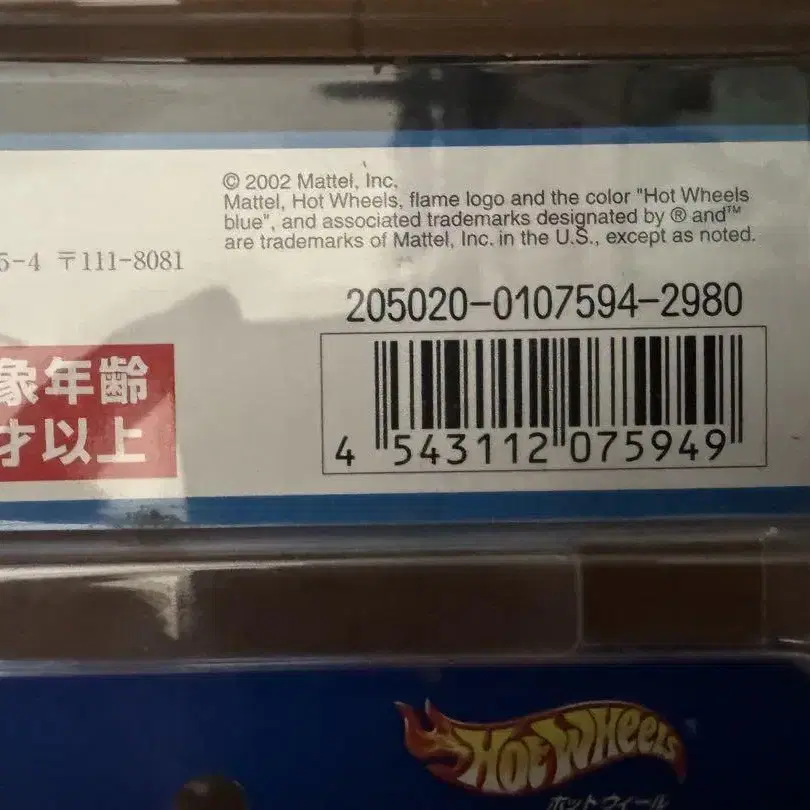 © 2002 Mattel, Inc.
Mattel, Hot Wheels, flame logo and the color "Hot Wheels
blue", and associated trademarks designated by ® and™
are trademarks of Mattel, Inc. in the U.S., except as noted.
5-4 〒111-8081
205020-0107594-2980
象年齢
才以上
4 543112 075949
HOT WHEELS
ホットウィール